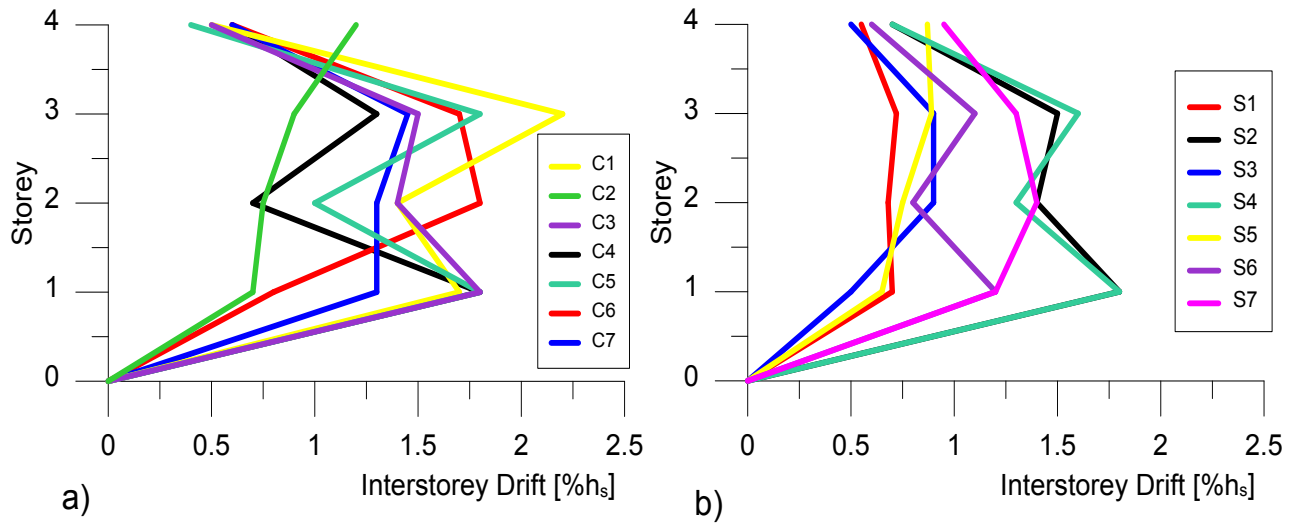 4
3
2
1
0
Storey
0
0.5
1
1.5
2
2.5
Interstorey Drift [%hₛ]
a)
C1
C2
C3
C4
C5
C6
C7
4
3
2
1
0
Storey
0
0.5
1
1.5
2
2.5
Interstorey Drift [%hₛ]
b)
S1
S2
S3
S4
S5
S6
S7